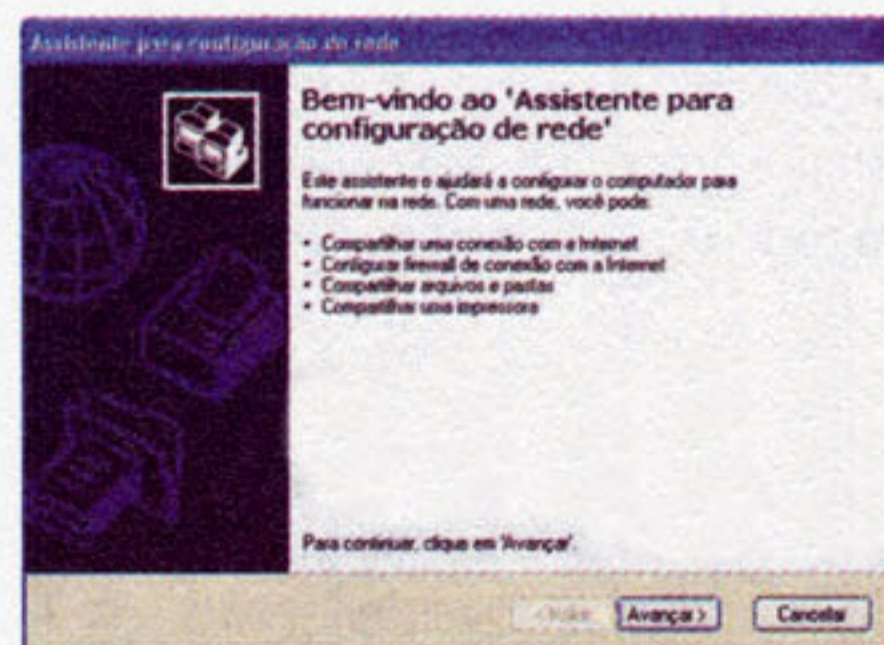 Assistente para configuração de rede
Bem-vindo ao 'Assistente para
configuração de rede'
Este assistente o ajudará a configurar o computador para
funcionar na rede. Com uma rede, você pode:
• Compartilhar uma conexão com a Internet
• Configurar firewall de conexão com a Internet
• Compartilhar arquivos e pastas
• Compartilhar uma impressora
Para continuar, clique em 'Avançar'.
< Voltar Avançar > Cancelar